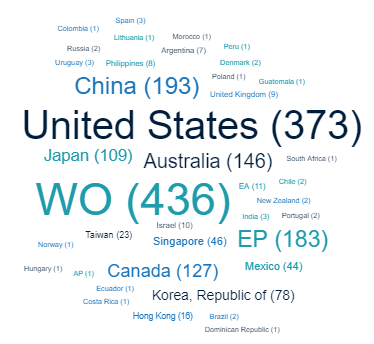 Spain (3)
Colombia (1)
Lithuania (1) Morocco (1)
Russia (2) Argentina (7) Peru (1)
Uruguay (3) Philippines (8) Denmark (2)
China (193) Poland (1) Guatemala (1)
United Kingdom (9)
United States (373)
Japan (109) Australia (146) South Africa (1)
WO (436) EA (11) Chile (2)
New Zealand (2)
India (3) Portugal (2)
Israel (10)
Taiwan (23) Singapore (46) EP (183)
Norway (1)
Hungary (1) AP (1) Canada (127) Mexico (44)
Ecuador (1)
Costa Rica (1) Korea, Republic of (78)
Hong Kong (16) Brazil (2)
Dominican Republic (1)